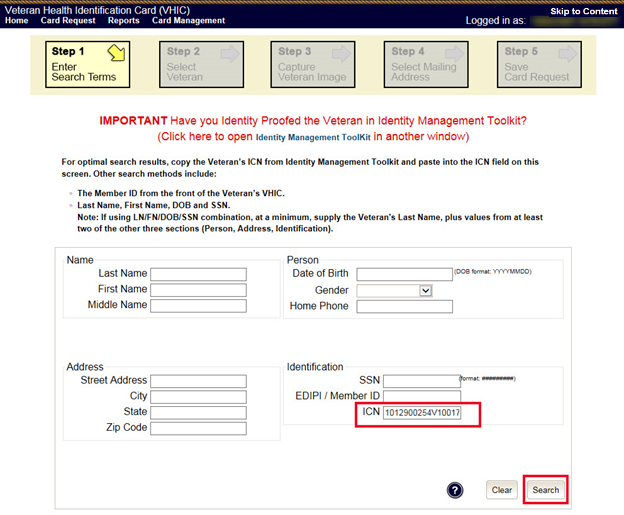 Veteran Health Identification Card (VHIC)
Skip to Content
Home Card Request Reports Card Management
Logged in as:
Step 1
Enter
Search Terms
Step 2
Select
Veteran
Step 3
Capture
Veteran Image
Step 4
Select Mailing
Address
Step 5
Save
Card Request
IMPORTANT Have you Identity Proofed the Veteran in Identity Management Toolkit?
(Click here to open Identity Management ToolKit in another window)
For optimal search results, copy the Veteran's ICN from Identity Management Toolkit and paste into the ICN field on this
screen. Other search methods include:
The Member ID from the front of the Veteran's VHIC.
Last Name, First Name, DOB and SSN.
Note: If using LN/FN/DOB/SSN combination, at a minimum, supply the Veteran's Last Name, plus values from at least
two of the other three sections (Person, Address, Identification).
Name
Last Name
First Name
Middle Name
Person
Date of Birth (DOB format: YYYYMMDD)
Gender
Home Phone
Address
Street Address
City
State
Zip Code
Identification
SSN (format: #########)
EDIPI / Member ID
ICN 1012900254V10017
? Clear Search